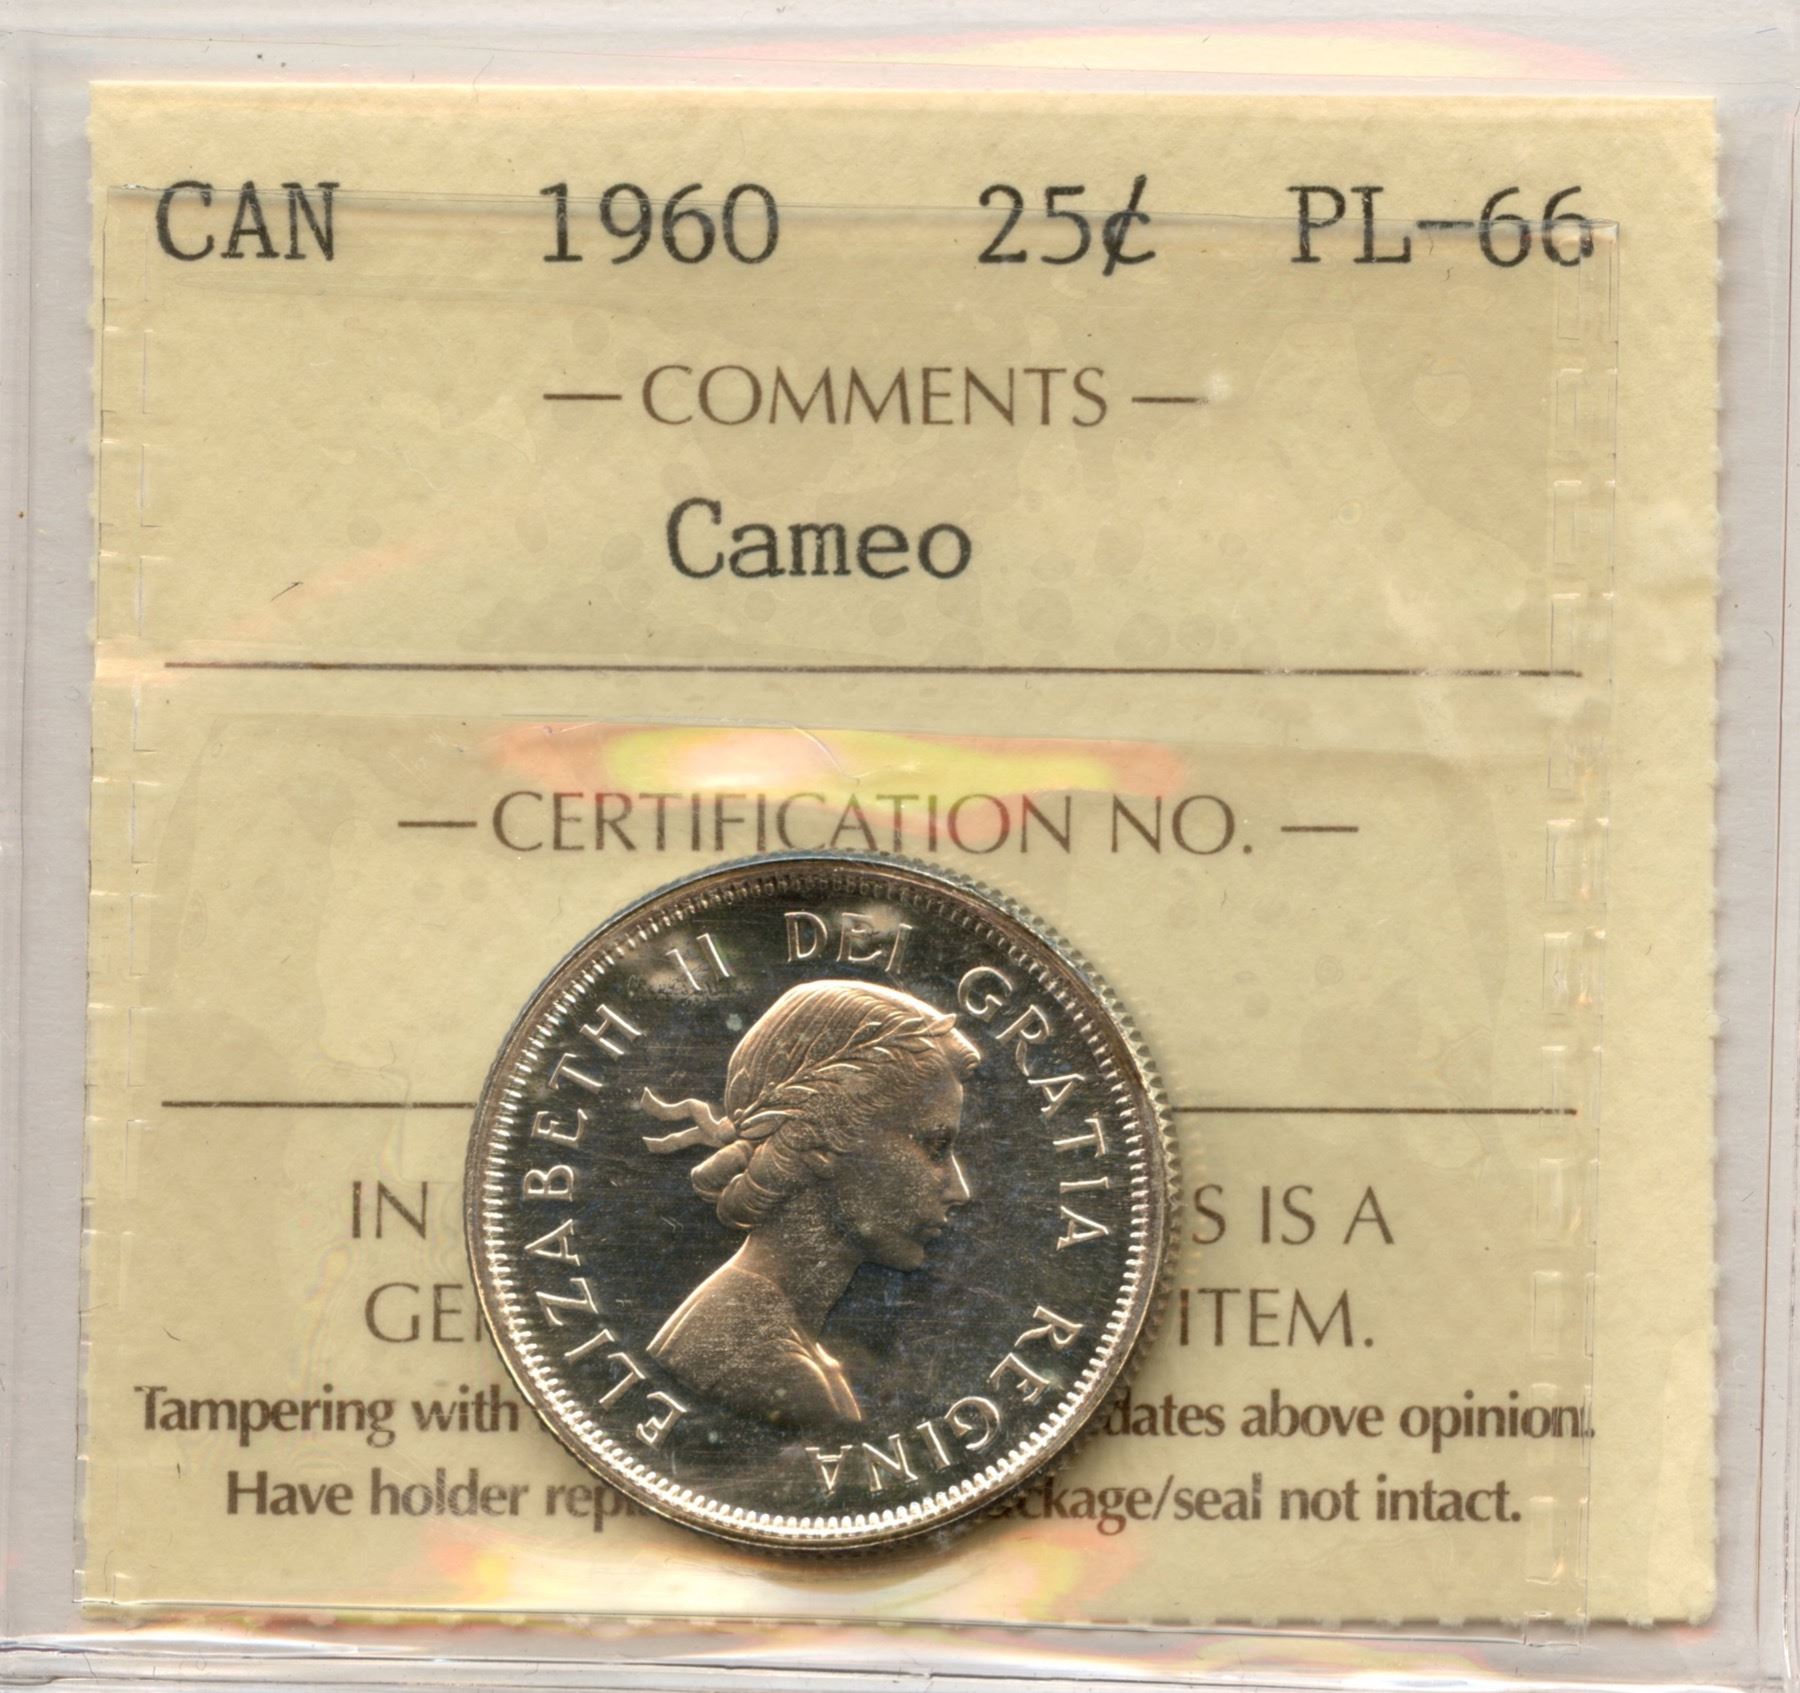 CAN 1960 25¢ PL-66
— COMMENTS —
Cameo
— CERTIFICATION NO. —
ELIZABETH II DEI GRATIA REGINA
IN S IS A
GE ITEM.
Tampering with dates above opinion.
Have holder rep ckage/seal not intact.